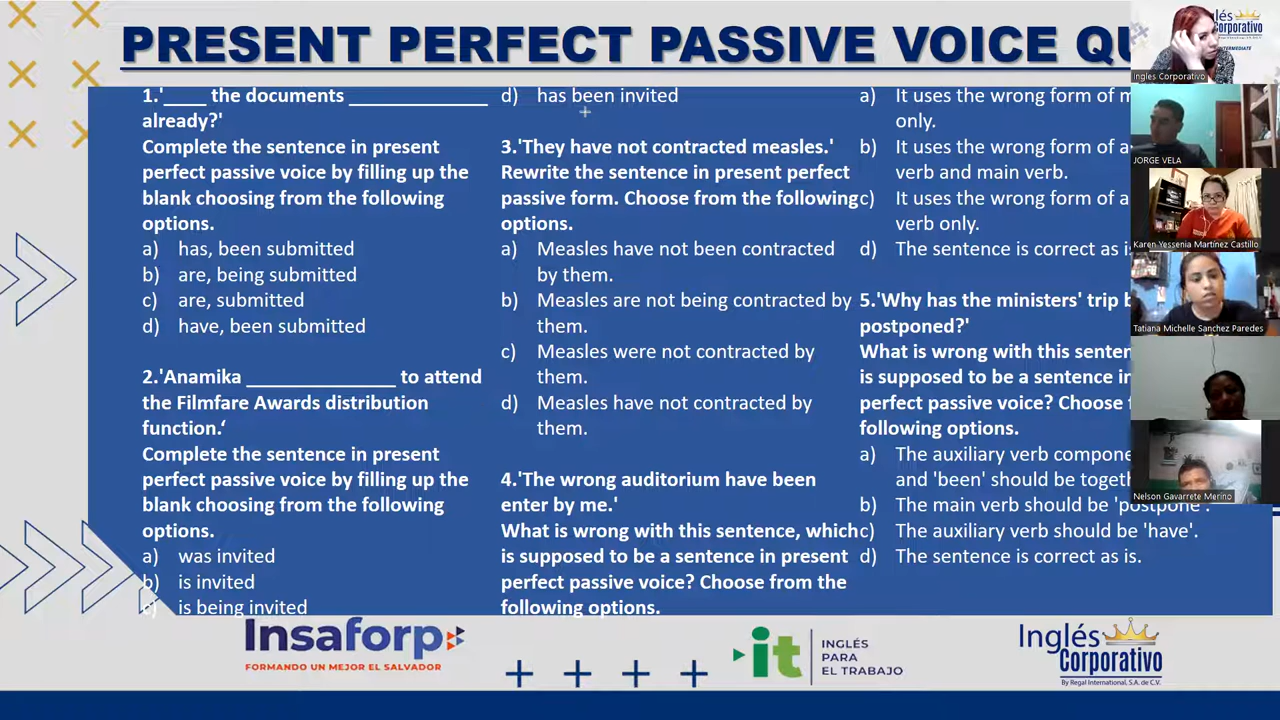 PRESENT PERFECT PASSIVE VOICE
1.'____ the documents _____________
already?'
Complete the sentence in present
perfect passive voice by filling up the
blank choosing from the following
options.
a) has, been submitted
b) are, being submitted
c) are, submitted
d) have, been submitted
2.'Anamika ______________ to attend
the Filmfare Awards distribution
function.‘
Complete the sentence in present
perfect passive voice by filling up the
blank choosing from the following
options.
a) was invited
b) is invited
c) is being invited
d) has been invited
3.'They have not contracted measles.'
Rewrite the sentence in present perfect
passive form. Choose from the following
options.
a) Measles have not been contracted
by them.
b) Measles are not being contracted by
them.
c) Measles were not contracted by
them.
d) Measles have not contracted by
them.
4.'The wrong auditorium have been
enter by me.'
What is wrong with this sentence, which
is supposed to be a sentence in present
perfect passive voice? Choose from the
following options.
a) It uses the wrong form of
only.
b) It uses the wrong form of
verb and main verb.
c) It uses the wrong form of
verb only.
d) The sentence is correct as
5.'Why has the ministers' trip
postponed?'
What is wrong with this
is supposed to be a sentence
perfect passive voice? Choose
following options.
a) The auxiliary verb
and 'been' should be
b) The main verb should be 'postpone'.
c) The auxiliary verb should be 'have'.
d) The sentence is correct as is.
Ingles Corporativo
JORGE VELA
Karen Yessenia Martínez Castillo
Tatiana Michelle Sanchez Paredes
Nelson Gavarrete Merino
Insaforp
FORMANDO UN MEJOR EL SALVADOR
it
INGLÉS
PARA
EL TRABAJO
Inglés
Corporativo
By Regal International, S.A. de C.V.